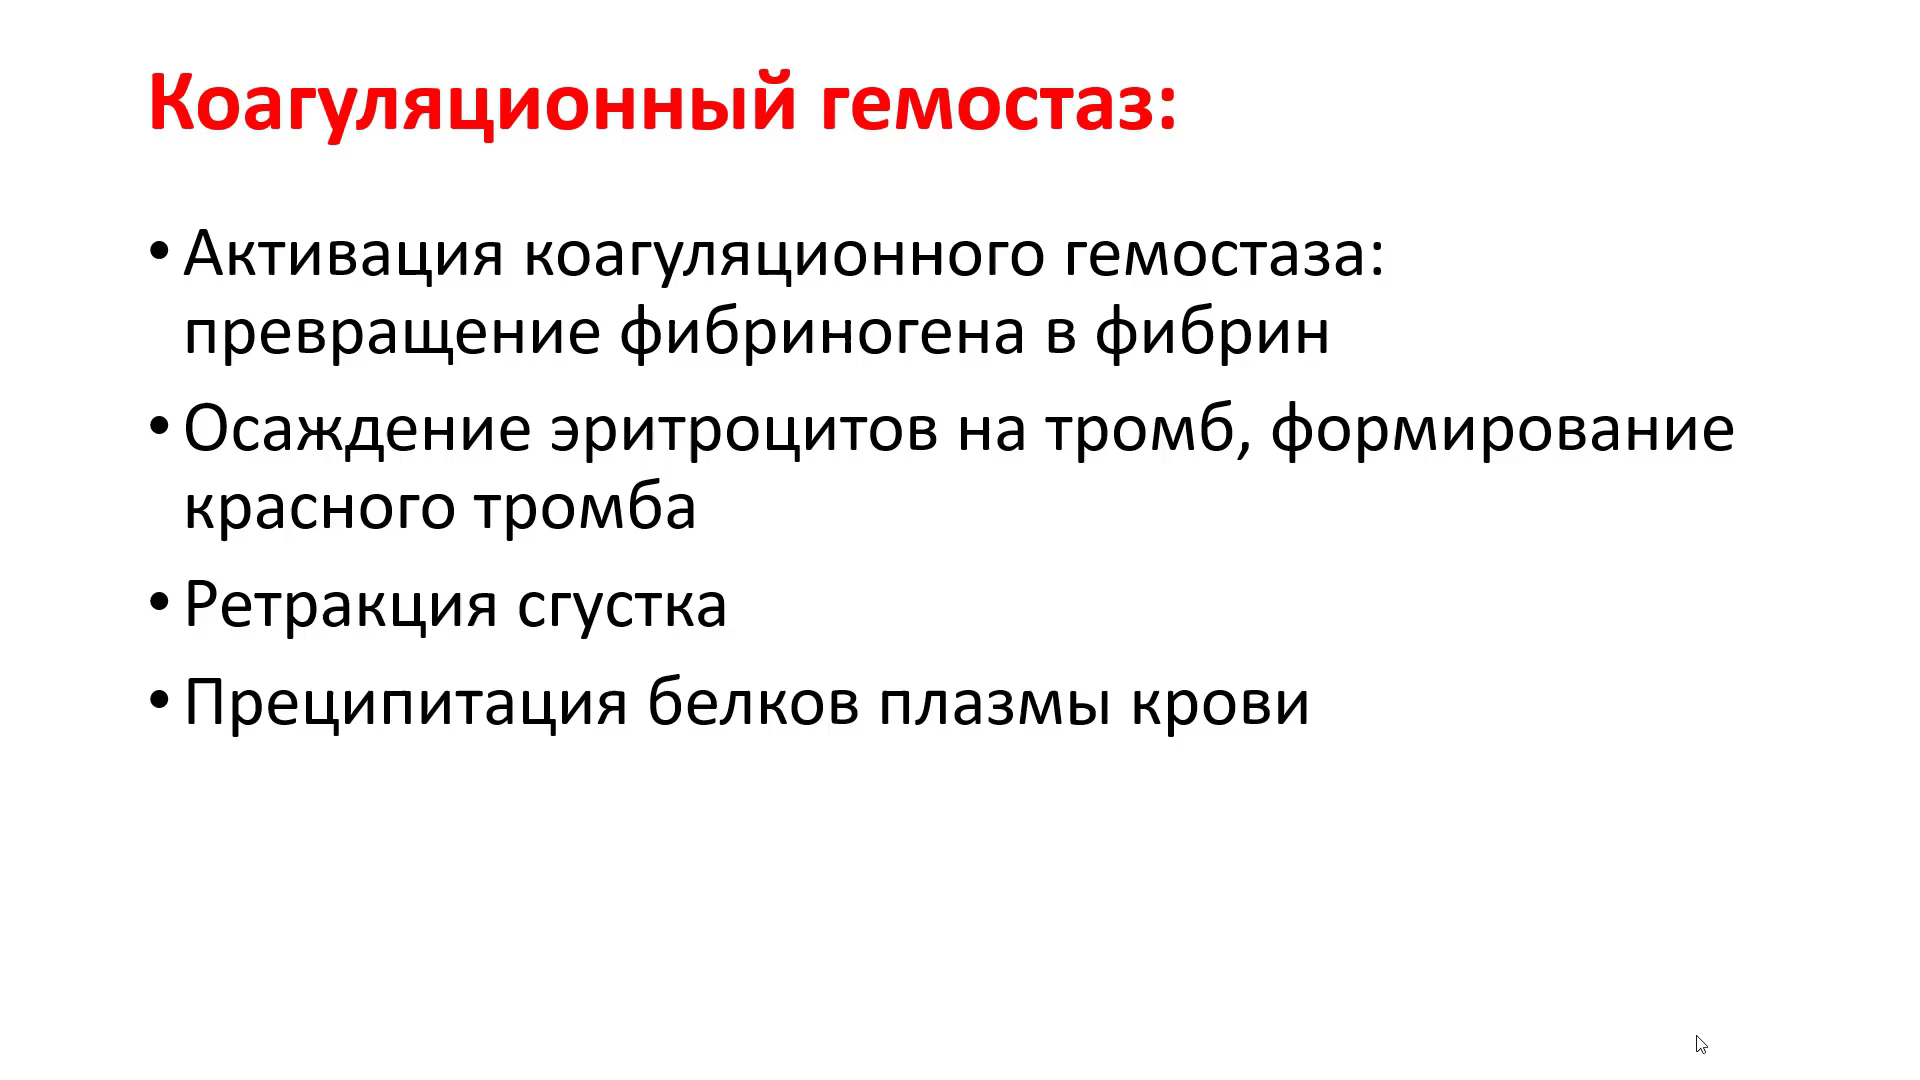 Коагуляционный гемостаз:
• Активация коагуляционного гемостаза:
превращение фибриногена в фибрин
• Осаждение эритроцитов на тромб, формирование
красного тромба
• Ретракция сгустка
• Преципитация белков плазмы крови